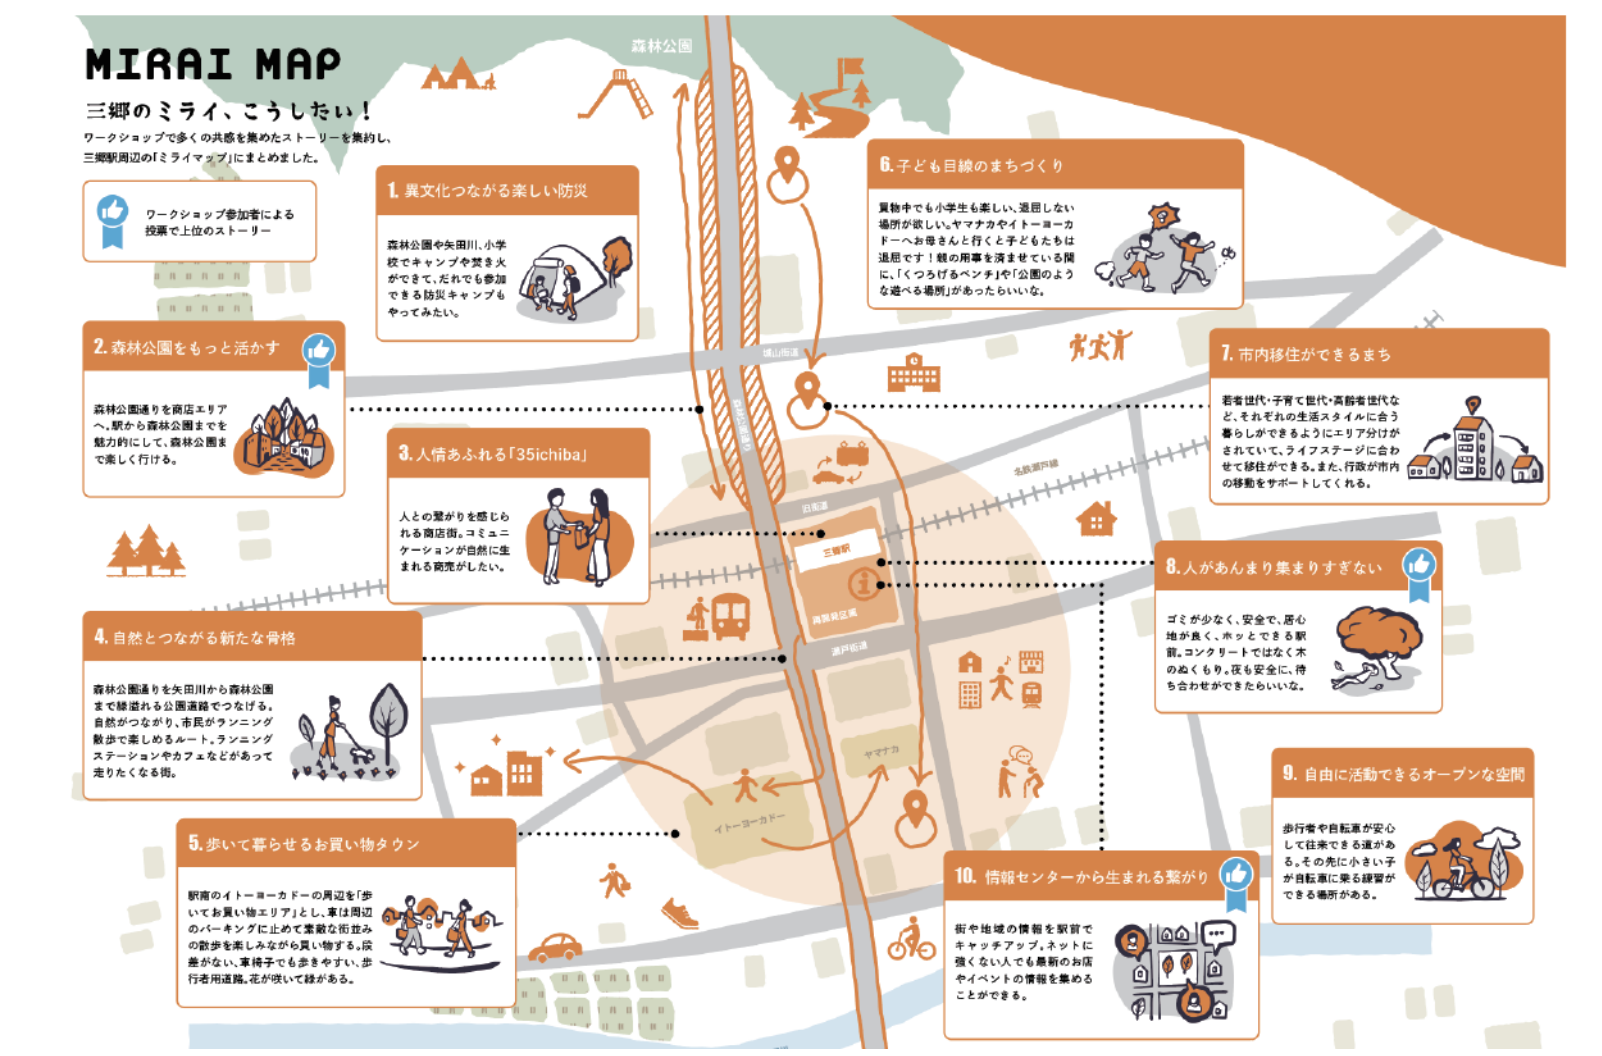 MIRAI MAP
三郷のミライ、こうしたい！
ワークショップで多くの共感を集めたストーリーを集約し、
三郷駅周辺の「ミライマップ」にまとめました。
ワークショップ参加者による
投票で上位のストーリー
森林公園
1. 異文化つながる楽しい防災
森林公園や矢田川、小学
校でキャンプや焚き火
ができて、だれでも参加
できる防災キャンプも
やってみたい。
2. 森林公園をもっと活かす
森林公園通りを商店エリア
へ。駅から森林公園までを
魅力的にして、森林公園ま
で楽しく行ける。
3. 人情あふれる「35ichiba」
人との繋がりを感じら
れる商店街。コミュニ
ケーションが自然に生
まれる商売がしたい。
4. 自然とつながる新たな骨格
森林公園通りを矢田川から森林公園
まで緑溢れる公園道路でつなげる。
自然がつながり、市民がランニング
散歩で楽しめるルート。ランニング
ステーションやカフェなどがあって
走りたくなる街。
5. 歩いて暮らせるお買い物タウン
駅南のイトーヨーカドーの周辺を「歩
いてお買い物エリア」とし、車は周辺
のパーキングに止めて素敵な街並み
の散歩を楽しみながら買い物する。段
差がない、車椅子でも歩きやすい、歩
行者用道路。花が咲いて緑がある。
6. 子ども目線のまちづくり
買物中でも小学生も楽しい、退屈しない
場所が欲しい。ヤマナカやイトーヨーカ
ドーへお母さんと行くと子どもたちは
退屈です！親の用事を済ませている間
に、「くつろげるベンチ」や「公園のよう
な遊べる場所」があったらいいな。
7. 市内移住ができるまち
若者世代・子育て世代・高齢者世代な
ど、それぞれの生活スタイルに合う
暮らしができるようにエリア分けが
されていて、ライフステージに合わ
せて移住ができる。また、行政が市内
の移動をサポートしてくれる。
8. 人があんまり集まりすぎない
ゴミが少なく、安全で、居心
地が良く、ホッとできる駅
前。コンクリートではなく木
のぬくもり。夜も安全に、待
ち合わせができたらいいな。
9. 自由に活動できるオープンな空間
歩行者や自転車が安心
して往来できる道があ
る。その先に小さい子
が自転車に乗る練習が
できる場所がある。
10. 情報センターから生まれる繋がり
街や地域の情報を駅前で
キャッチアップ。ネットに
強くない人でも最新のお店
やイベントの情報を集める
ことができる。
城山街道
森林公園通り
名鉄瀬戸線
旧街道
三郷駅
再開発区画
瀬戸街道
ヤマナカ
イトーヨーカドー